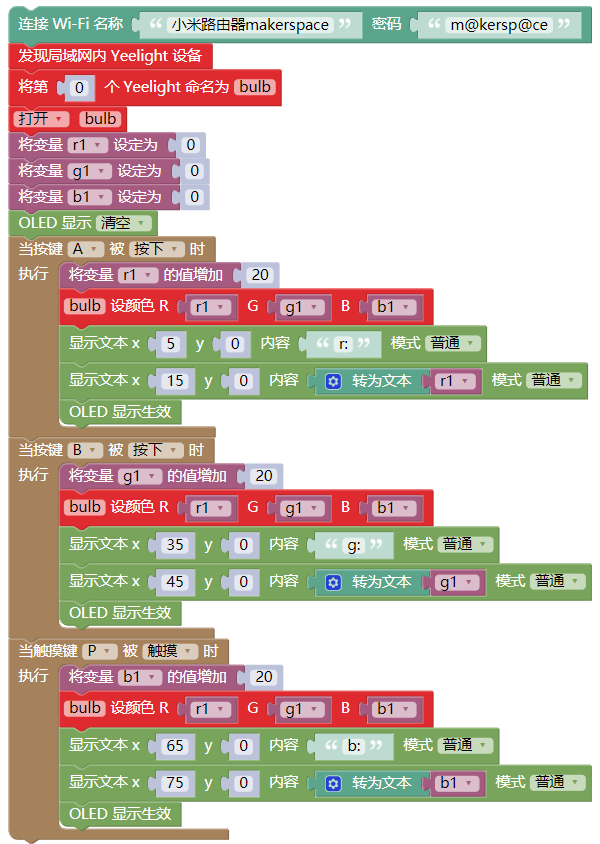 连接 Wi-Fi 名称 “ 小米路由器makerspace ” 密码 “ m@kersp@ce ”
发现局域网内 Yeelight 设备
将第 0 个 Yeelight 命名为 bulb
打开 bulb
将变量 r1 设定为 0
将变量 g1 设定为 0
将变量 b1 设定为 0
OLED 显示 清空
当按键 A 被 按下 时
执行 将变量 r1 的值增加 20
bulb 设颜色 R r1 G g1 B b1
显示文本 x 5 y 0 内容 “ r: ” 模式 普通
显示文本 x 15 y 0 内容 转为文本 r1 模式 普通
OLED 显示生效
当按键 B 被 按下 时
执行 将变量 g1 的值增加 20
bulb 设颜色 R r1 G g1 B b1
显示文本 x 35 y 0 内容 “ g: ” 模式 普通
显示文本 x 45 y 0 内容 转为文本 g1 模式 普通
OLED 显示生效
当触摸键 P 被 触摸 时
执行 将变量 b1 的值增加 20
bulb 设颜色 R r1 G g1 B b1
显示文本 x 65 y 0 内容 “ b: ” 模式 普通
显示文本 x 75 y 0 内容 转为文本 b1 模式 普通
OLED 显示生效